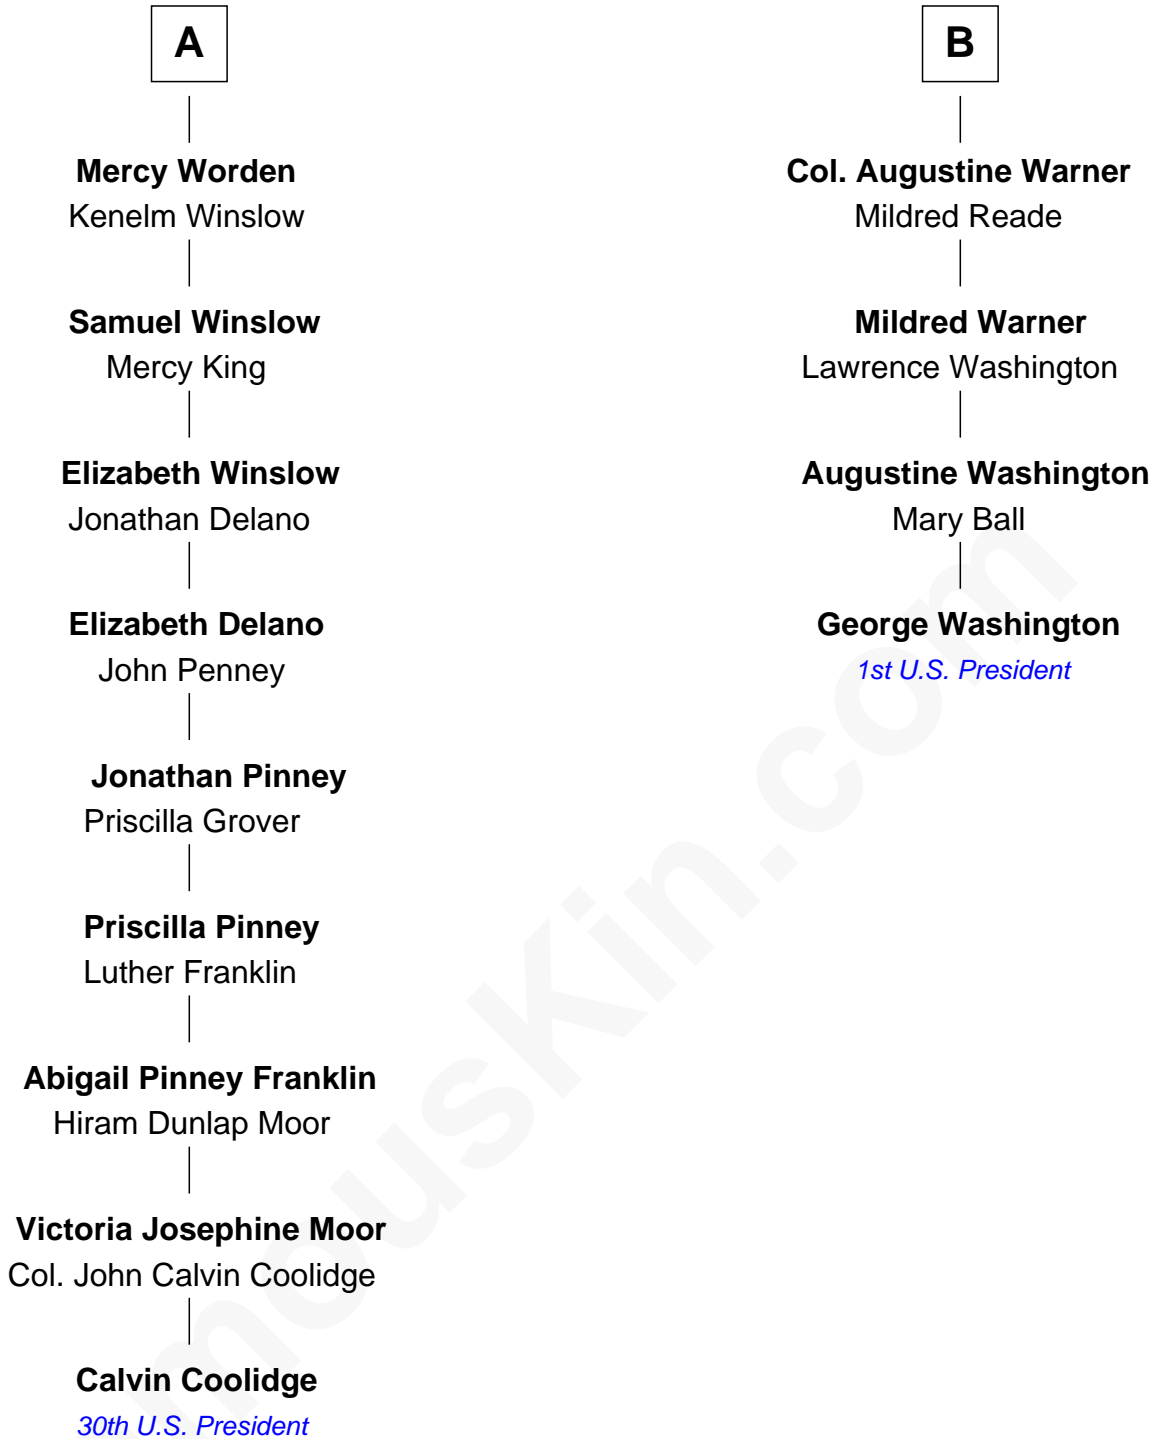 A
Mercy Worden
Kenelm Winslow
Samuel Winslow
Mercy King
Elizabeth Winslow
Jonathan Delano
Elizabeth Delano
John Penney
Jonathan Pinney
Priscilla Grover
Priscilla Pinney
Luther Franklin
Abigail Pinney Franklin
Hiram Dunlap Moor
Victoria Josephine Moor
Col. John Calvin Coolidge
Calvin Coolidge
30th U.S. President
B
Col. Augustine Warner
Mildred Reade
Mildred Warner
Lawrence Washington
Augustine Washington
Mary Ball
George Washington
1st U.S. President
mousKin.com